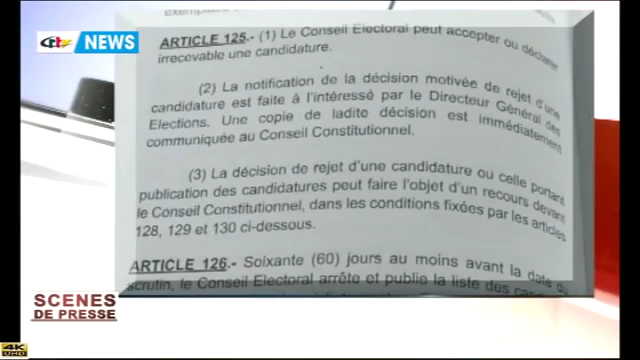 exemplaire
CRTV NEWS
ARTICLE 125.- (1) Le Conseil Electoral peut accepter ou déclarer
irrecevable une candidature.
(2) La notification de la décision motivée de rejet d'une
candidature est faite à l'intéressé par le Directeur Général des
Elections. Une copie de ladite décision est immédiatement
communiquée au Conseil Constitutionnel.
(3) La décision de rejet d'une candidature ou celle portant
publication des candidatures peut faire l'objet d'un recours devant
le Conseil Constitutionnel, dans les conditions fixées par les articles
128, 129 et 130 ci-dessous.
ARTICLE 126.- Soixante (60) jours au moins avant la date du
scrutin, le Conseil Electoral arrête et publie la liste des
SCENES
DE PRESSE
4K
UHD